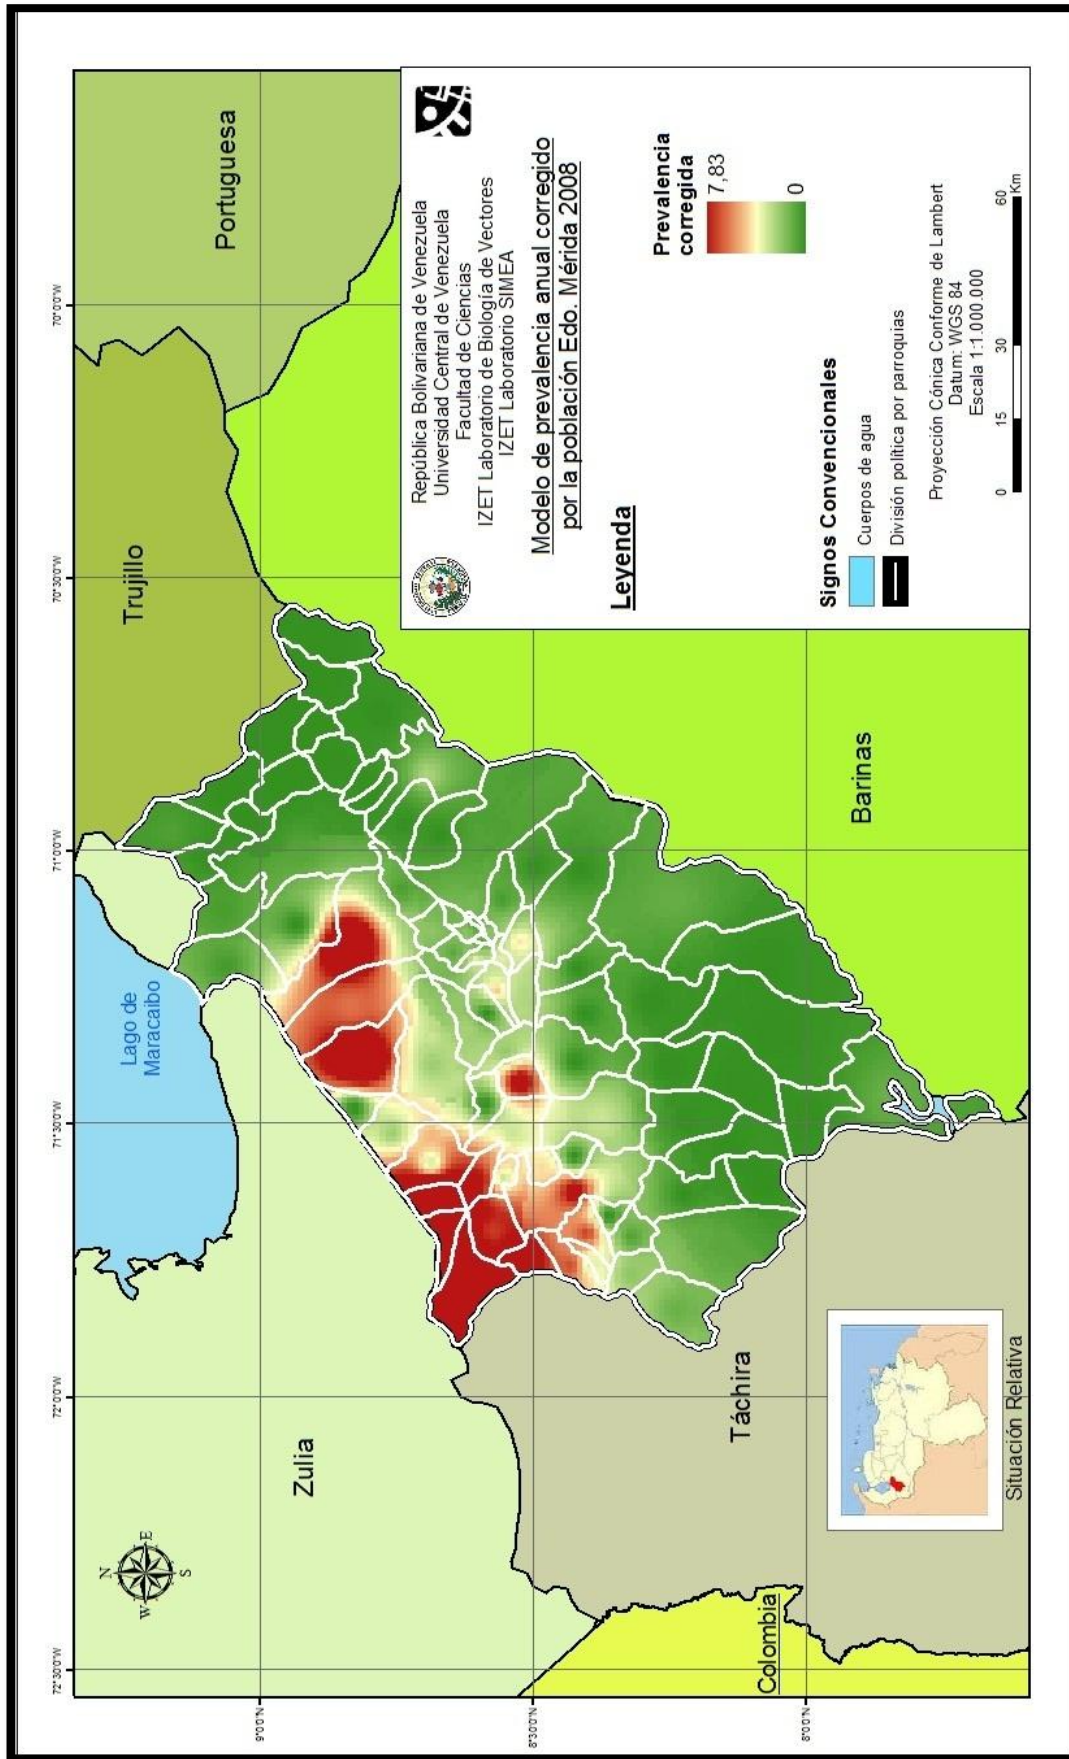 72°30'0"W
72°0'0"W
71°30'0"W
71°0'0"W
70°30'0"W
70°0'0"W
9°0'0"N
8°30'0"N
8°0'0"N
N
W
E
S
Lago de
Maracaibo
Zulia
Trujillo
Portuguesa
Táchira
Barinas
Colombia
Situación Relativa
República Bolivariana de Venezuela
Universidad Central de Venezuela
Facultad de Ciencias
IZET Laboratorio de Biología de Vectores
IZET Laboratorio SIMEA
Modelo de prevalencia anual corregido
por la población Edo. Mérida 2008
Leyenda
Prevalencia
corregida
7,83
0
Signos Convencionales
Cuerpos de agua
División política por parroquias
Proyección Cónica Conforme de Lambert
Datum: WGS 84
Escala 1:1.000.000
0 15 30 60
Km